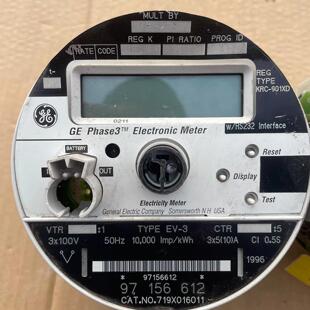 MULT BY
REG K PI RATIO PROG ID
RATE CODE
t-
REG
TYPE
KRC-901XD
0211
w/RS232 Interface
GE Phase3™ Electronic Meter
BATTERY
OUT
Reset
Display
Test
Electricity Meter
General Electric Company Somersworth N.H. USA
VTR :1 TYPE EV-3 CTR :5
3x100V 50Hz 10,000 Imp/kWh 3x5(10)A Cl 0.5S
* 97156612 *
1996
97 156 612
CAT.NO.719X016011